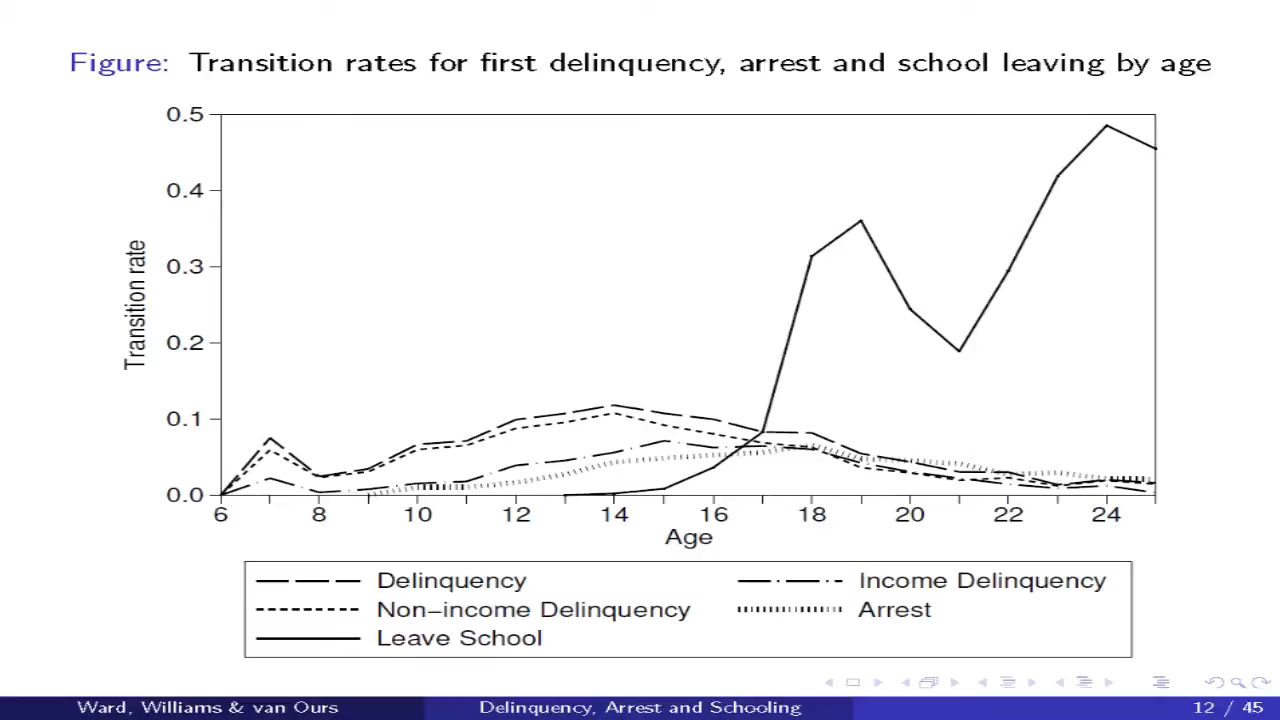 Figure: Transition rates for first delinquency, arrest and school leaving by age
0.5
0.4
0.3
0.2
0.1
0.0
Transition rate
6 8 10 12 14 16 18 20 22 24
Age
Delinquency
Income Delinquency
Non-income Delinquency
Arrest
Leave School
Ward, Williams & van Ours
Delinquency, Arrest and Schooling
12 / 45